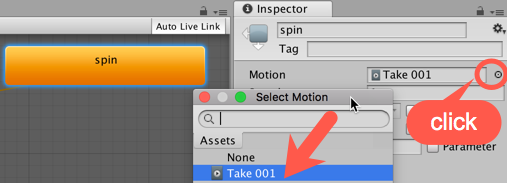 Inspector
Auto Live Link
spin
spin
Tag
Motion
Take 001
Select Motion
click
Assets
None
Parameter
Take 001